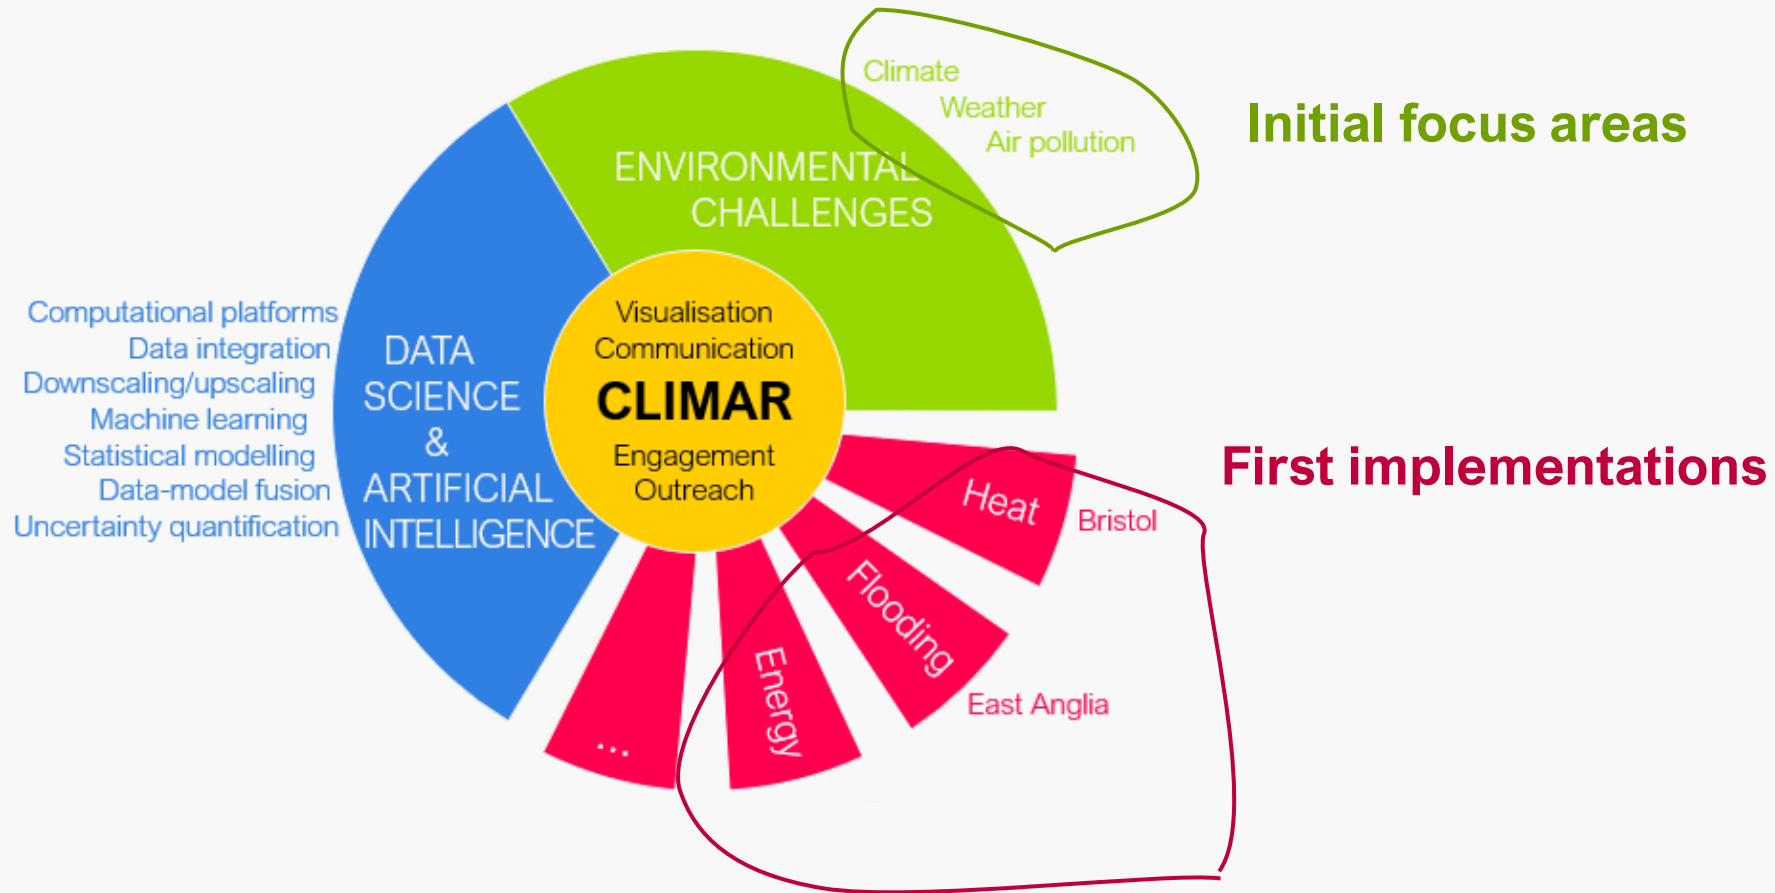 Climate
Weather
Air pollution
Initial focus areas
ENVIRONMENTAL
CHALLENGES
Computational platforms
Data integration
Downscaling/upscaling
Machine learning
Statistical modelling
Data-model fusion
Uncertainty quantification
DATA
SCIENCE
&
ARTIFICIAL
INTELLIGENCE
Visualisation
Communication
CLIMAR
Engagement
Outreach
First implementations
Heat
Bristol
Flooding
East Anglia
Energy
...